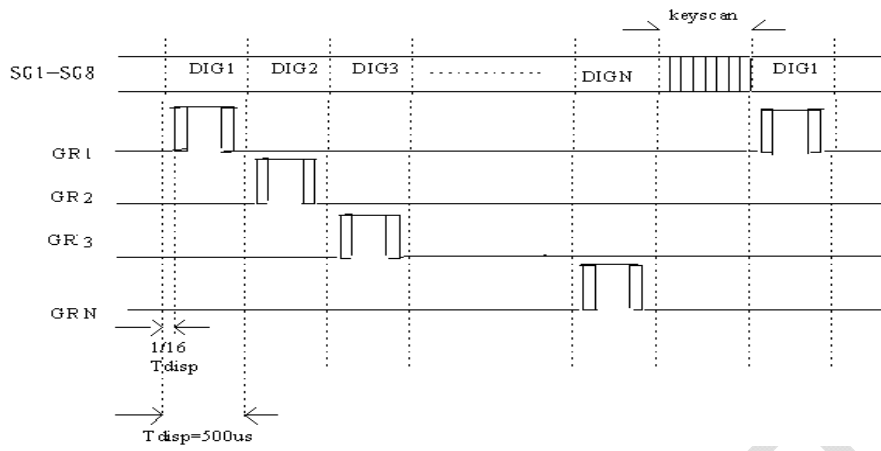 keyscan
SG1-SG8 DIG1 DIG2 DIG3 ............ DIGN DIG1
GR1
GR2
GR3
GRN
1/16
Tdisp
Tdisp=500us